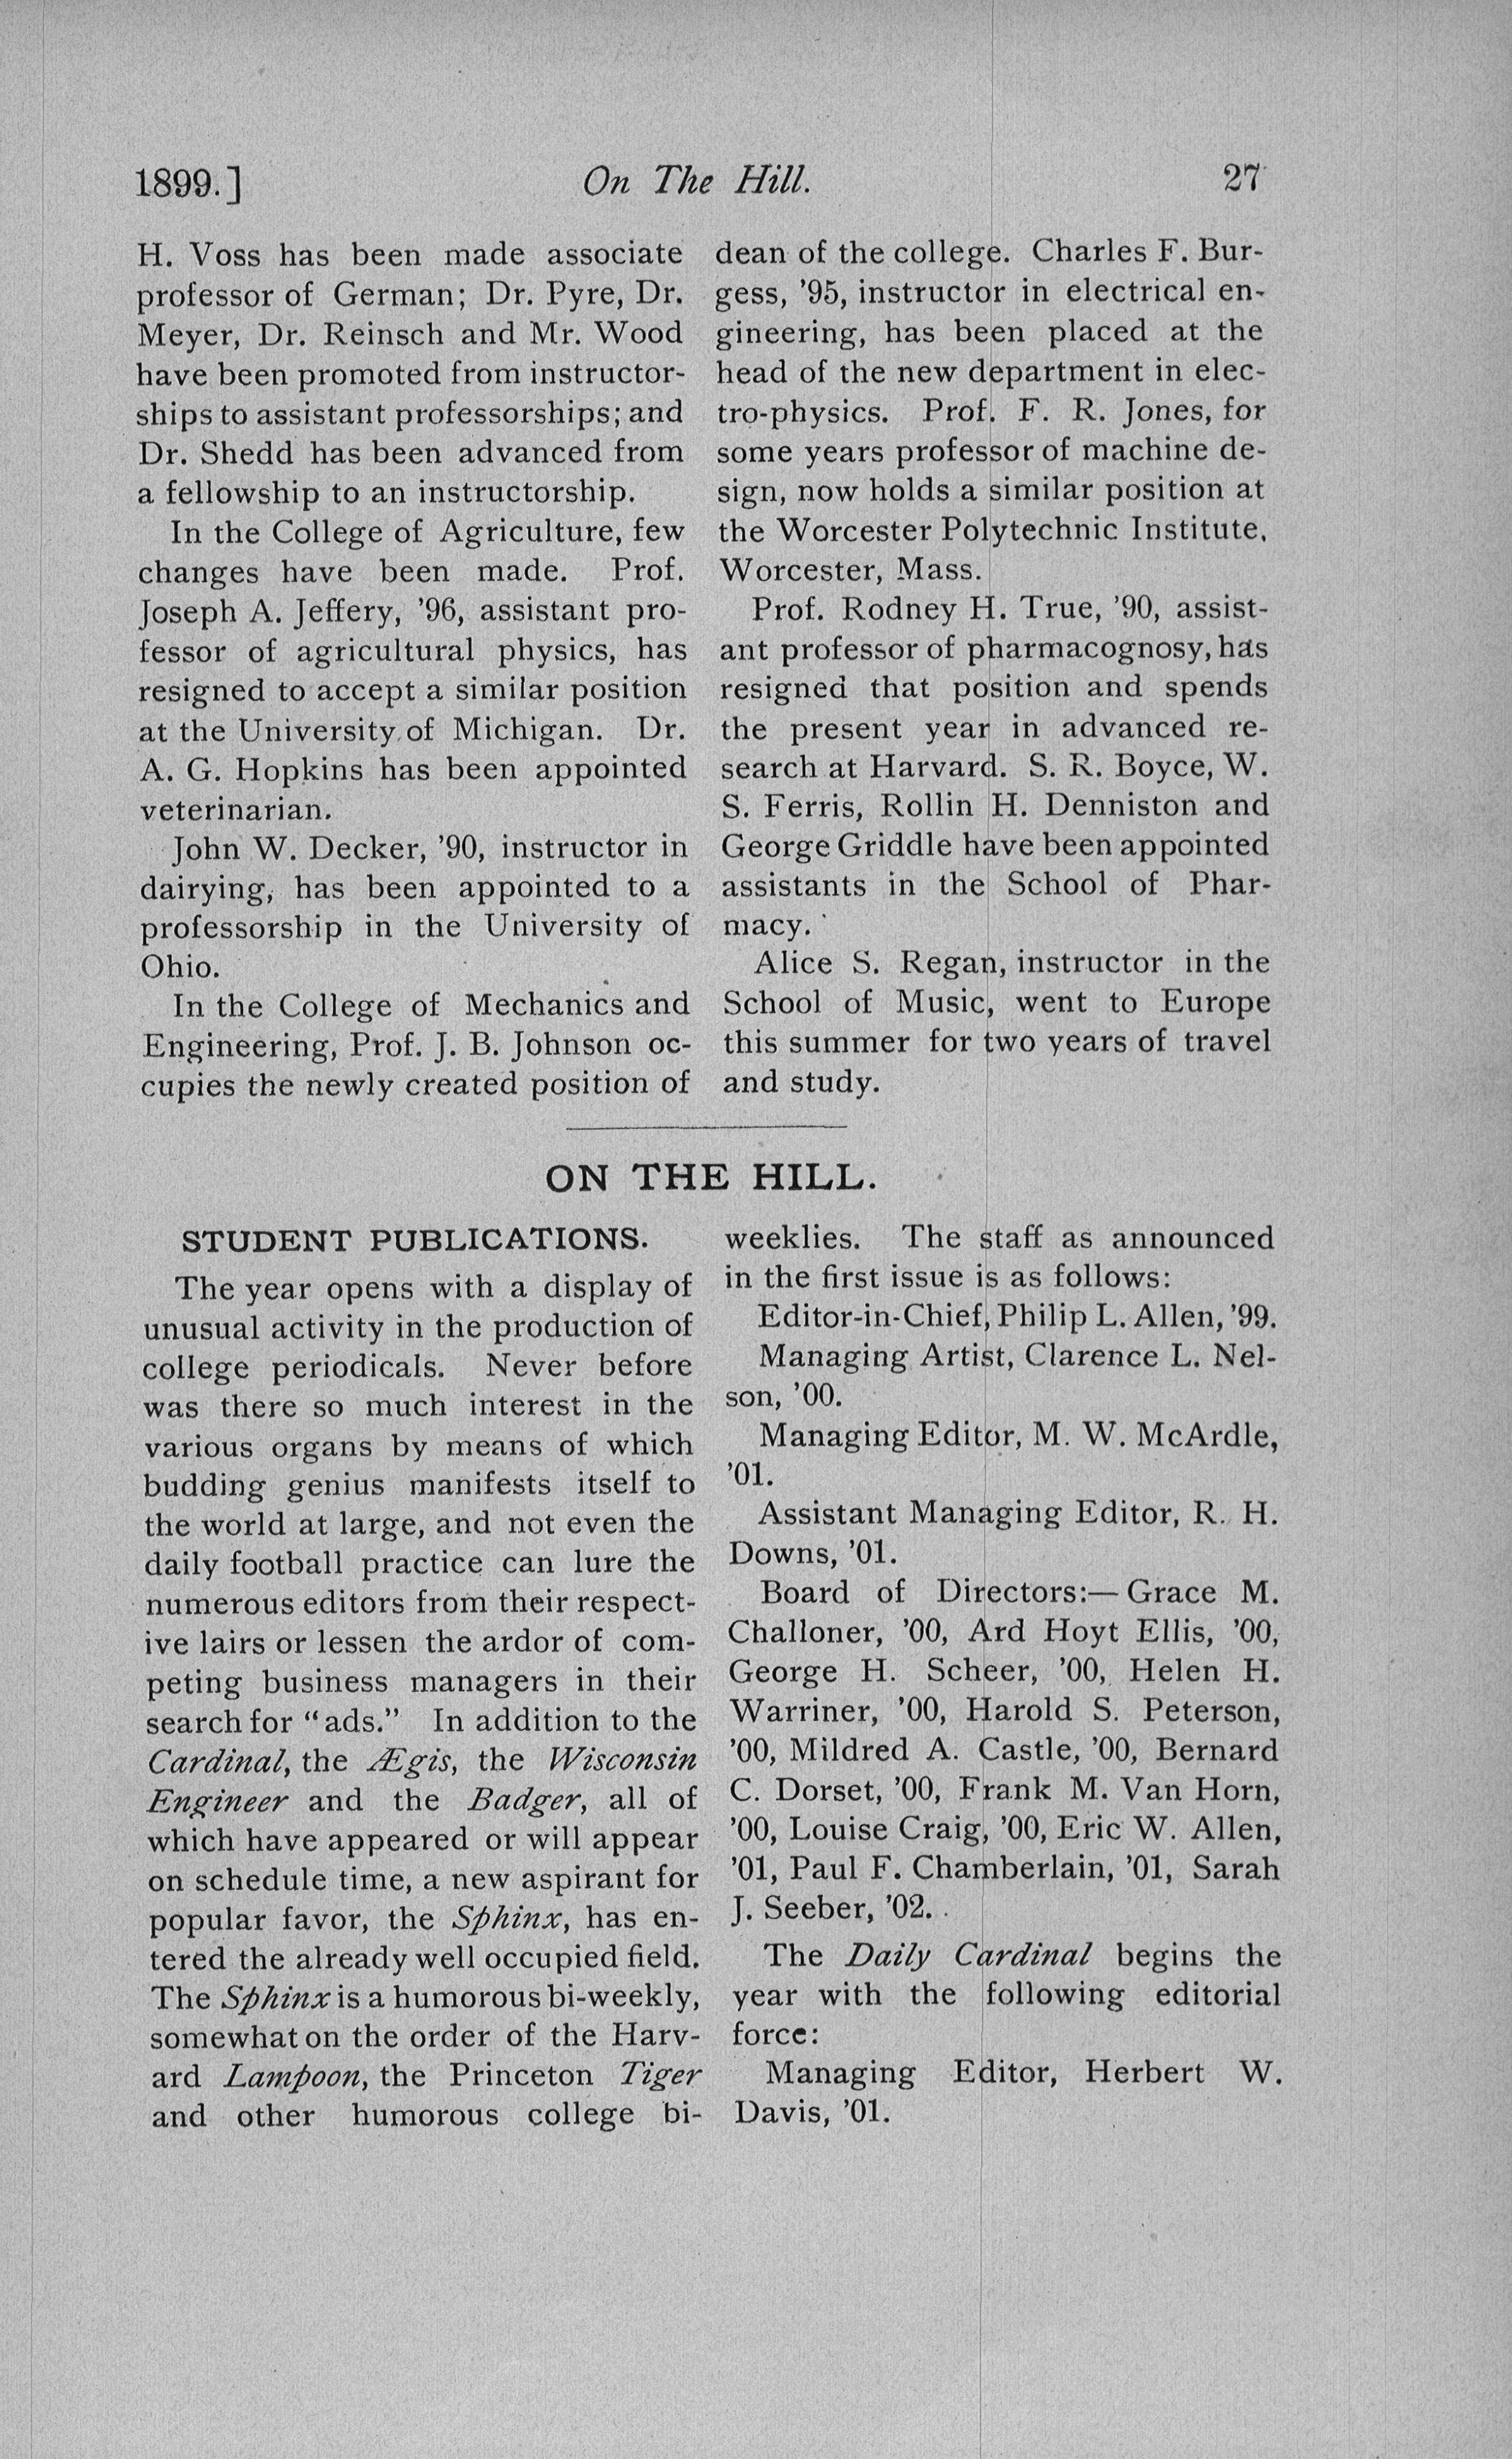 1899.] On The Hill. 27
H. Voss has been made associate
professor of German; Dr. Pyre, Dr.
Meyer, Dr. Reinsch and Mr. Wood
have been promoted from instructor-
ships to assistant professorships; and
Dr. Shedd has been advanced from
a fellowship to an instructorship.
In the College of Agriculture, few
changes have been made. Prof.
Joseph A. Jeffery, '96, assistant pro-
fessor of agricultural physics, has
resigned to accept a similar position
at the University of Michigan. Dr.
A. G. Hopkins has been appointed
veterinarian.
John W. Decker, '90, instructor in
dairying, has been appointed to a
professorship in the University of
Ohio.
In the College of Mechanics and
Engineering, Prof. J. B. Johnson oc-
cupies the newly created position of
dean of the college. Charles F. Bur-
gess, '95, instructor in electrical en-
gineering, has been placed at the
head of the new department in elec-
tro-physics. Prof. F. R. Jones, for
some years professor of machine de-
sign, now holds a similar position at
the Worcester Polytechnic Institute,
Worcester, Mass.
Prof. Rodney H. True, '90, assist-
ant professor of pharmacognosy, has
resigned that position and spends
the present year in advanced re-
search at Harvard. S. R. Boyce, W.
S. Ferris, Rollin H. Denniston and
George Griddle have been appointed
assistants in the School of Phar-
macy.
Alice S. Regan, instructor in the
School of Music, went to Europe
this summer for two years of travel
and study.
ON THE HILL.
STUDENT PUBLICATIONS.
The year opens with a display of
unusual activity in the production of
college periodicals. Never before
was there so much interest in the
various organs by means of which
budding genius manifests itself to
the world at large, and not even the
daily football practice can lure the
numerous editors from their respect-
ive lairs or lessen the ardor of com-
peting business managers in their
search for "ads." In addition to the
Cardinal, the Ægis, the Wisconsin
Engineer and the Badger, all of
which have appeared or will appear
on schedule time, a new aspirant for
popular favor, the Sphinx, has en-
tered the already well occupied field.
The Sphinx is a humorous bi-weekly,
somewhat on the order of the Harv-
ard Lampoon, the Princeton Tiger
and other humorous college bi-
weeklies. The staff as announced
in the first issue is as follows:
Editor-in-Chief, Philip L. Allen, '99.
Managing Artist, Clarence L. Nel-
son, '00.
Managing Editor, M. W. McArdle,
'01.
Assistant Managing Editor, R. H.
Downs, '01.
Board of Directors:—Grace M.
Challoner, '00, Ard Hoyt Ellis, '00,
George H. Scheer, '00, Helen H.
Warriner, '00, Harold S. Peterson,
'00, Mildred A. Castle, '00, Bernard
C. Dorset, '00, Frank M. Van Horn,
'00, Louise Craig, '00, Eric W. Allen,
'01, Paul F. Chamberlain, '01, Sarah
J. Seeber, '02.
The Daily Cardinal begins the
year with the following editorial
force:
Managing Editor, Herbert W.
Davis, '01.